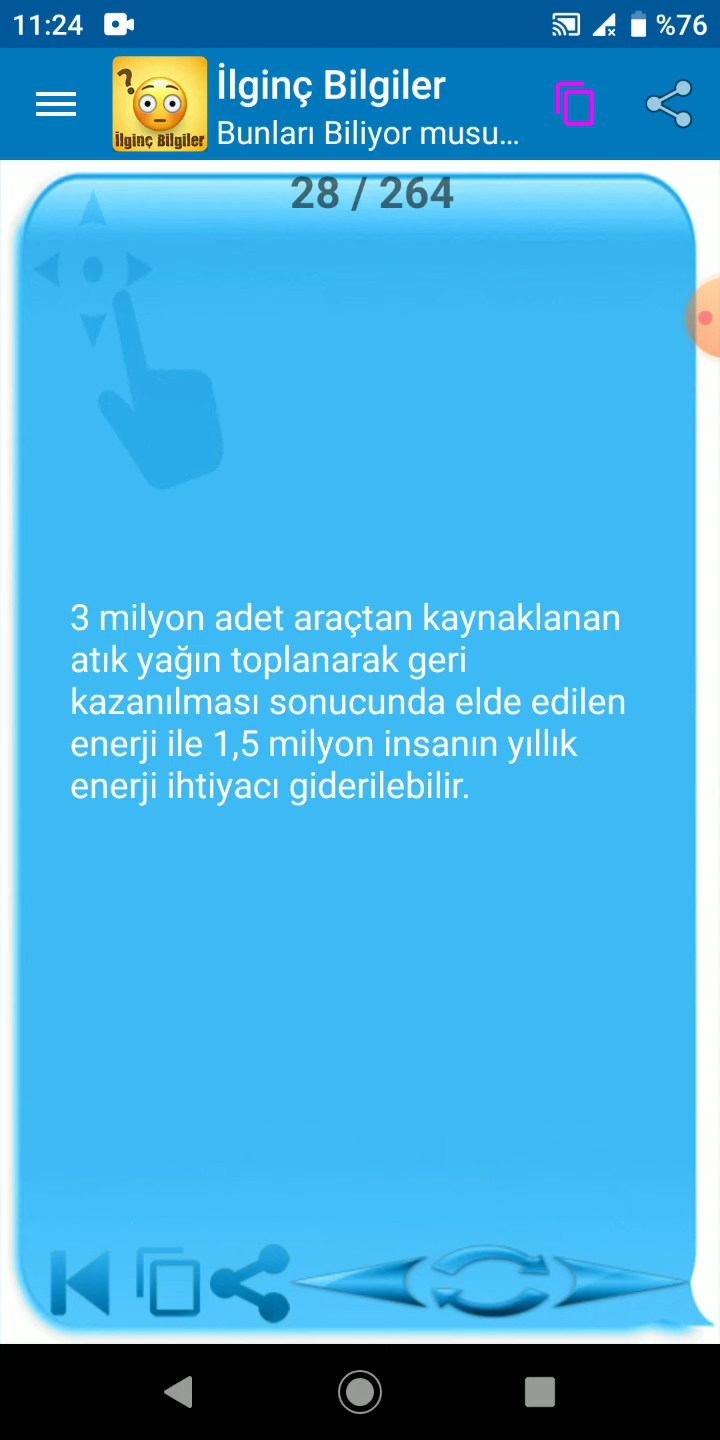 11:24
%76
İlginç Bilgiler
Bunları Biliyor musu...
?
İlginç Bilgiler
28 / 264
3 milyon adet araçtan kaynaklanan
atık yağın toplanarak geri
kazanılması sonucunda elde edilen
enerji ile 1,5 milyon insanın yıllık
enerji ihtiyacı giderilebilir.